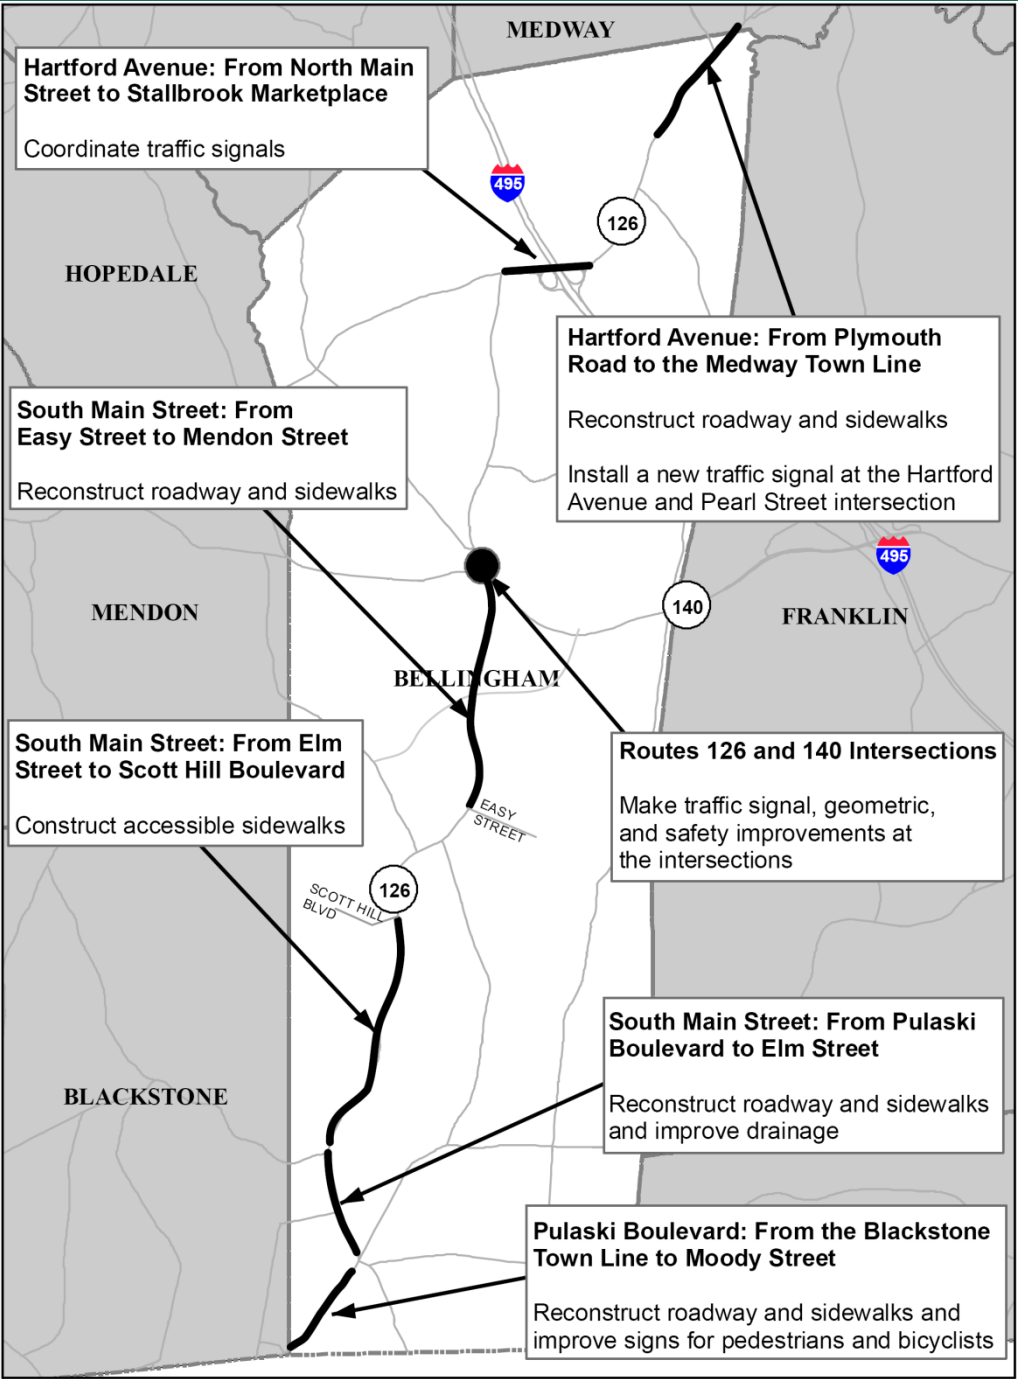 MEDWAY
Hartford Avenue: From North Main
Street to Stallbrook Marketplace
Coordinate traffic signals
495
126
HOPEDALE
Hartford Avenue: From Plymouth
Road to the Medway Town Line
Reconstruct roadway and sidewalks
Install a new traffic signal at the Hartford
Avenue and Pearl Street intersection
South Main Street: From
Easy Street to Mendon Street
Reconstruct roadway and sidewalks
495
140
MENDON
FRANKLIN
BELLINGHAM
South Main Street: From Elm
Street to Scott Hill Boulevard
Construct accessible sidewalks
Routes 126 and 140 Intersections
Make traffic signal, geometric,
and safety improvements at
the intersections
EASY
STREET
126
SCOTT HILL
BLVD
South Main Street: From Pulaski
Boulevard to Elm Street
Reconstruct roadway and sidewalks
and improve drainage
BLACKSTONE
Pulaski Boulevard: From the Blackstone
Town Line to Moody Street
Reconstruct roadway and sidewalks and
improve signs for pedestrians and bicyclists